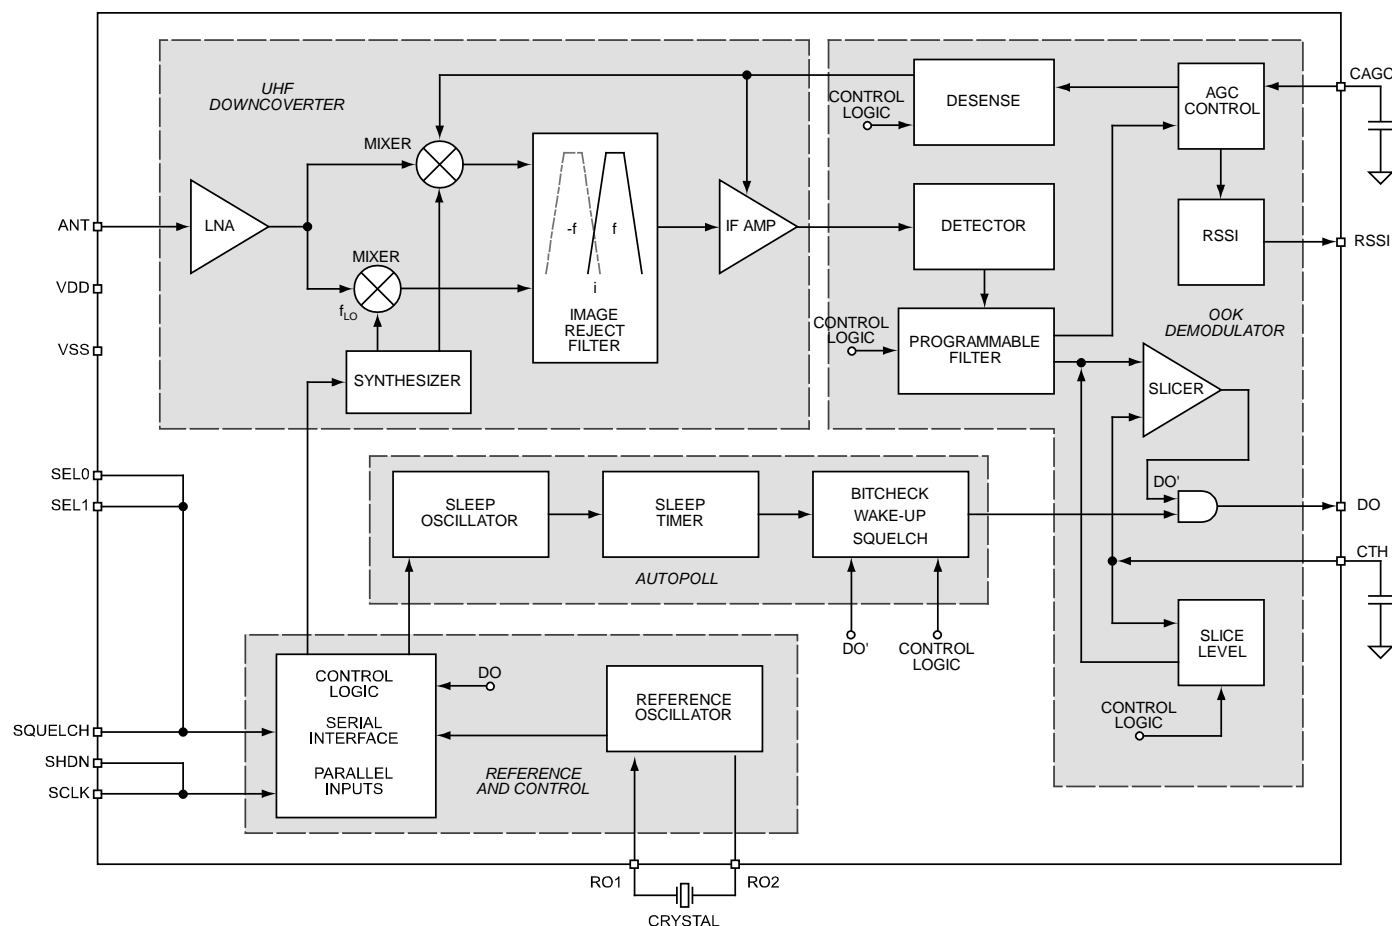 UHF
DOWNCOVERTER
MIXER
LNA
MIXER
fLO
SYNTHESIZER
-f
f
i
IMAGE
REJECT
FILTER
IF AMP
CONTROL
LOGIC
DESENSE
AGC
CONTROL
DETECTOR
RSSI
CONTROL
LOGIC
PROGRAMMABLE
FILTER
OOK
DEMODULATOR
SLICER
DO'
SLICE
LEVEL
CONTROL
LOGIC
CAGC
RSSI
DO
CTH
ANT
VDD
VSS
SEL0
SEL1
SQUELCH
SHDN
SCLK
SLEEP
OSCILLATOR
SLEEP
TIMER
BITCHECK
WAKE-UP
SQUELCH
AUTOPOLL
DO'
CONTROL
LOGIC
CONTROL
LOGIC
SERIAL
INTERFACE
PARALLEL
INPUTS
DO
REFERENCE
OSCILLATOR
REFERENCE
AND CONTROL
RO1
RO2
CRYSTAL